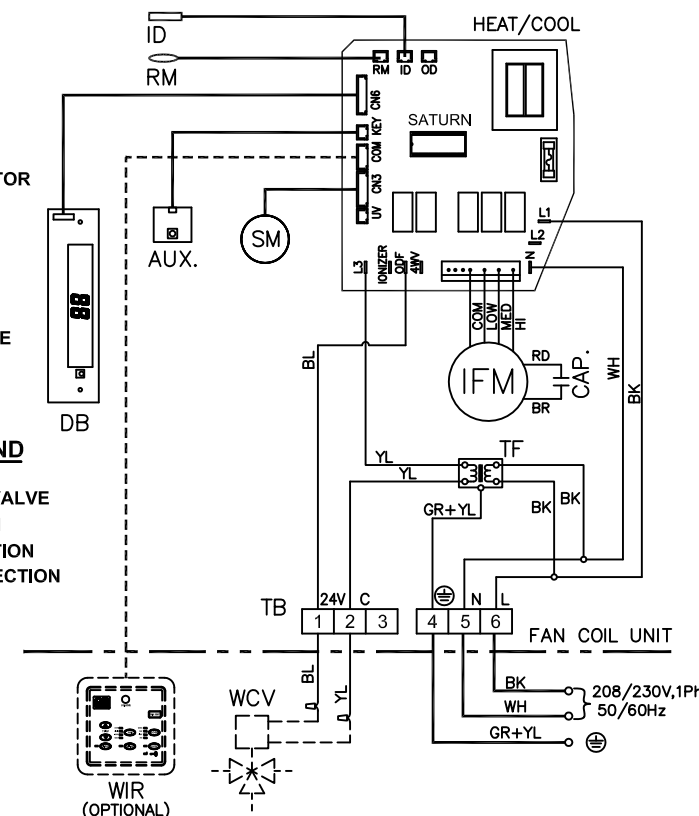 ID
HEAT/COOL
RM
RM ID OD
CN6
SATURN
KEY
COM
CN3
UV
TOR
SM
AUX.
L1
L2
N
L3
IONIZER
ODF
4WV
COM
LOW
MED
HI
88
E
BL
IFM
RD
CAP.
BR
WH
BK
DB
ND
YL
TF
YL
VALVE
GR+YL
BK
BK
TION
ECTION
TB
24V C
N L
1 2 3
4 5 6
FAN COIL UNIT
BL
YL
WCV
BK
208/230V,1Ph
WH
50/60Hz
GR+YL
WIR
(OPTIONAL)